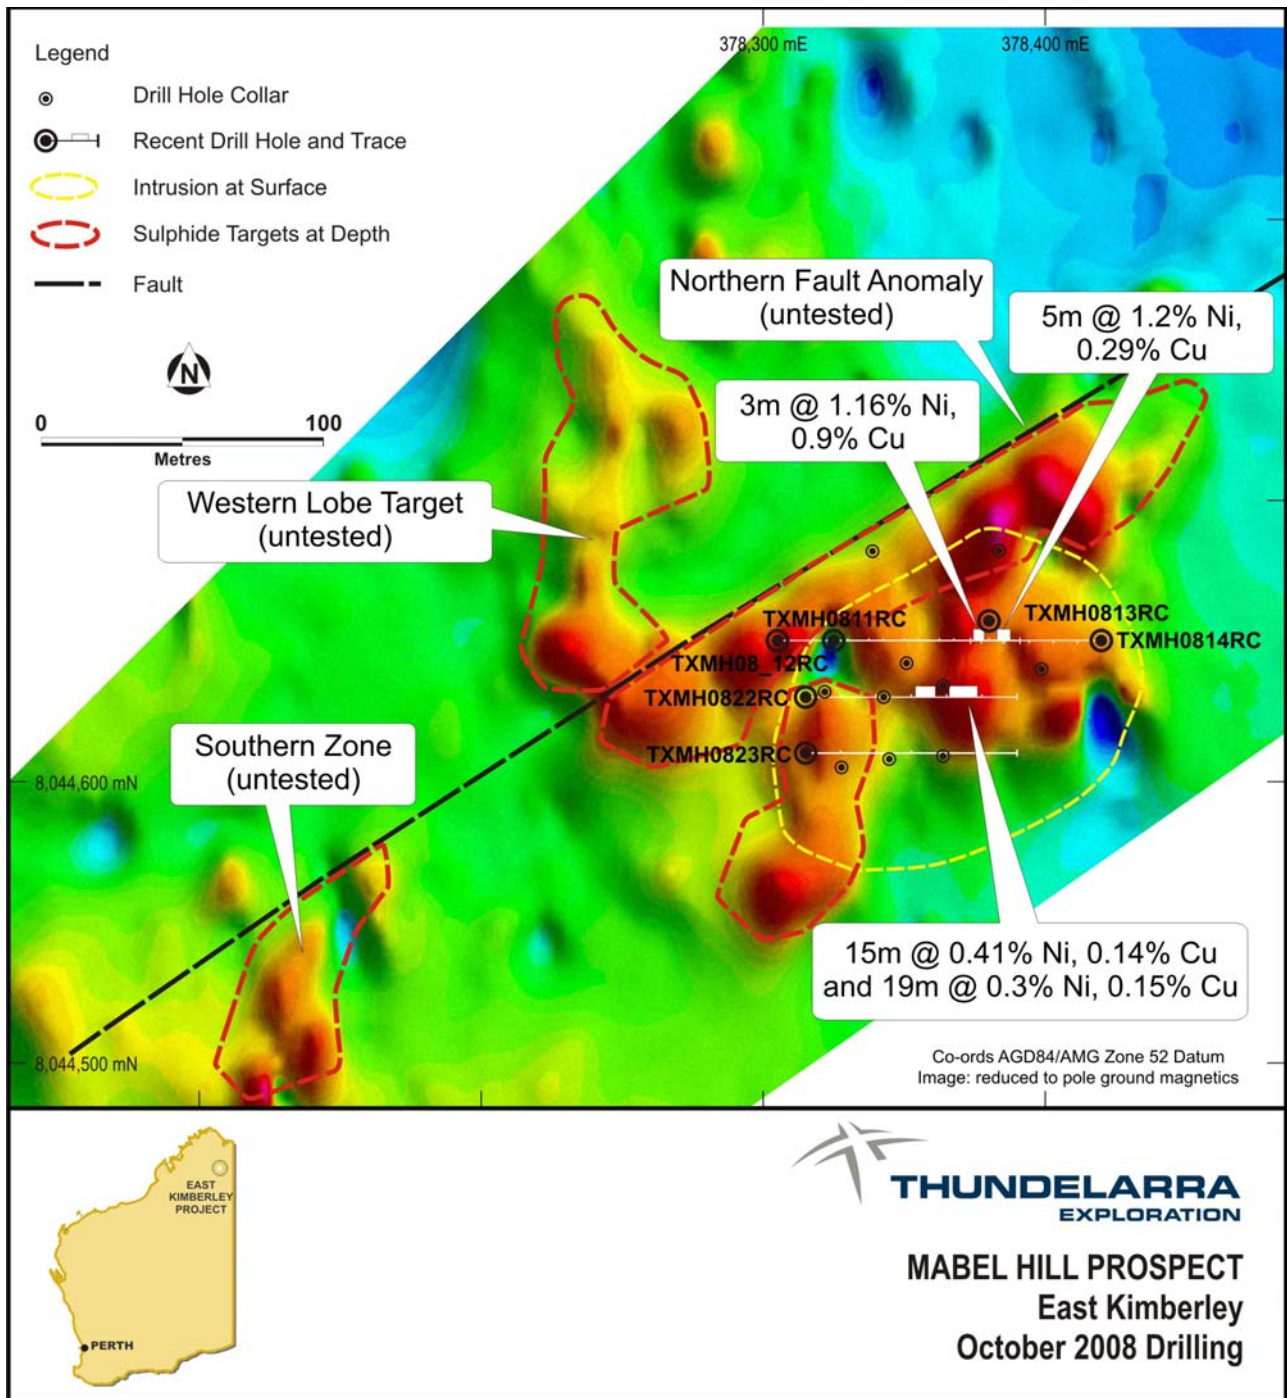 378,300 mE
378,400 mE
Legend
Drill Hole Collar
Recent Drill Hole and Trace
Intrusion at Surface
Sulphide Targets at Depth
Fault
N
0
100
Metres
Northern Fault Anomaly
(untested)
5m @ 1.2% Ni,
0.29% Cu
3m @ 1.16% Ni,
0.9% Cu
Western Lobe Target
(untested)
TXMH0811RC
TXMH0813RC
TXMH0814RC
TXMH08_12RC
TXMH0822RC
TXMH0823RC
Southern Zone
(untested)
8,044,600 mN
15m @ 0.41% Ni, 0.14% Cu
and 19m @ 0.3% Ni, 0.15% Cu
8,044,500 mN
Co-ords AGD84/AMG Zone 52 Datum
Image: reduced to pole ground magnetics
EAST
KIMBERLEY
PROJECT
PERTH
THUNDELARRA
EXPLORATION
MABEL HILL PROSPECT
East Kimberley
October 2008 Drilling